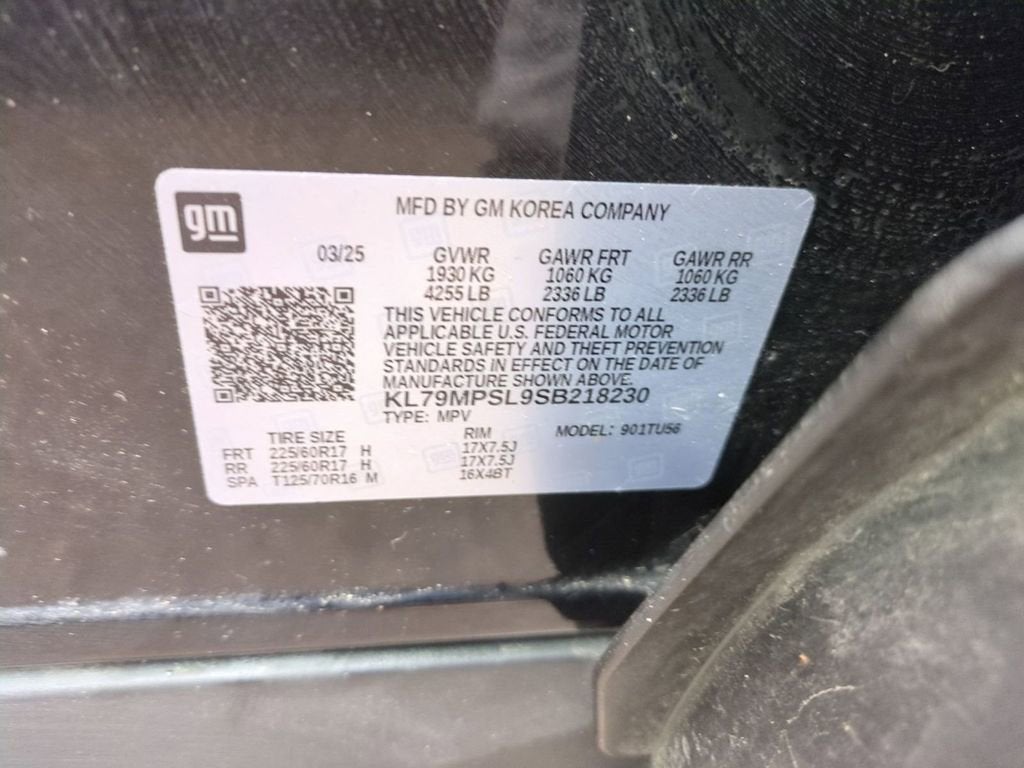 gm
MFD BY GM KOREA COMPANY
03/25 GVWR GAWR FRT GAWR RR
1930 KG 1060 KG 1060 KG
4255 LB 2336 LB 2336 LB
THIS VEHICLE CONFORMS TO ALL
APPLICABLE U.S. FEDERAL MOTOR
VEHICLE SAFETY AND THEFT PREVENTION
STANDARDS IN EFFECT ON THE DATE OF
MANUFACTURE SHOWN ABOVE.
KL79MPSL9SB218230
TYPE: MPV
TIRE SIZE RIM MODEL: 901TU56
FRT 225/60R17 H 17X7.5J
RR 225/60R17 H 17X7.5J
SPA T125/70R16 M 16X4BT